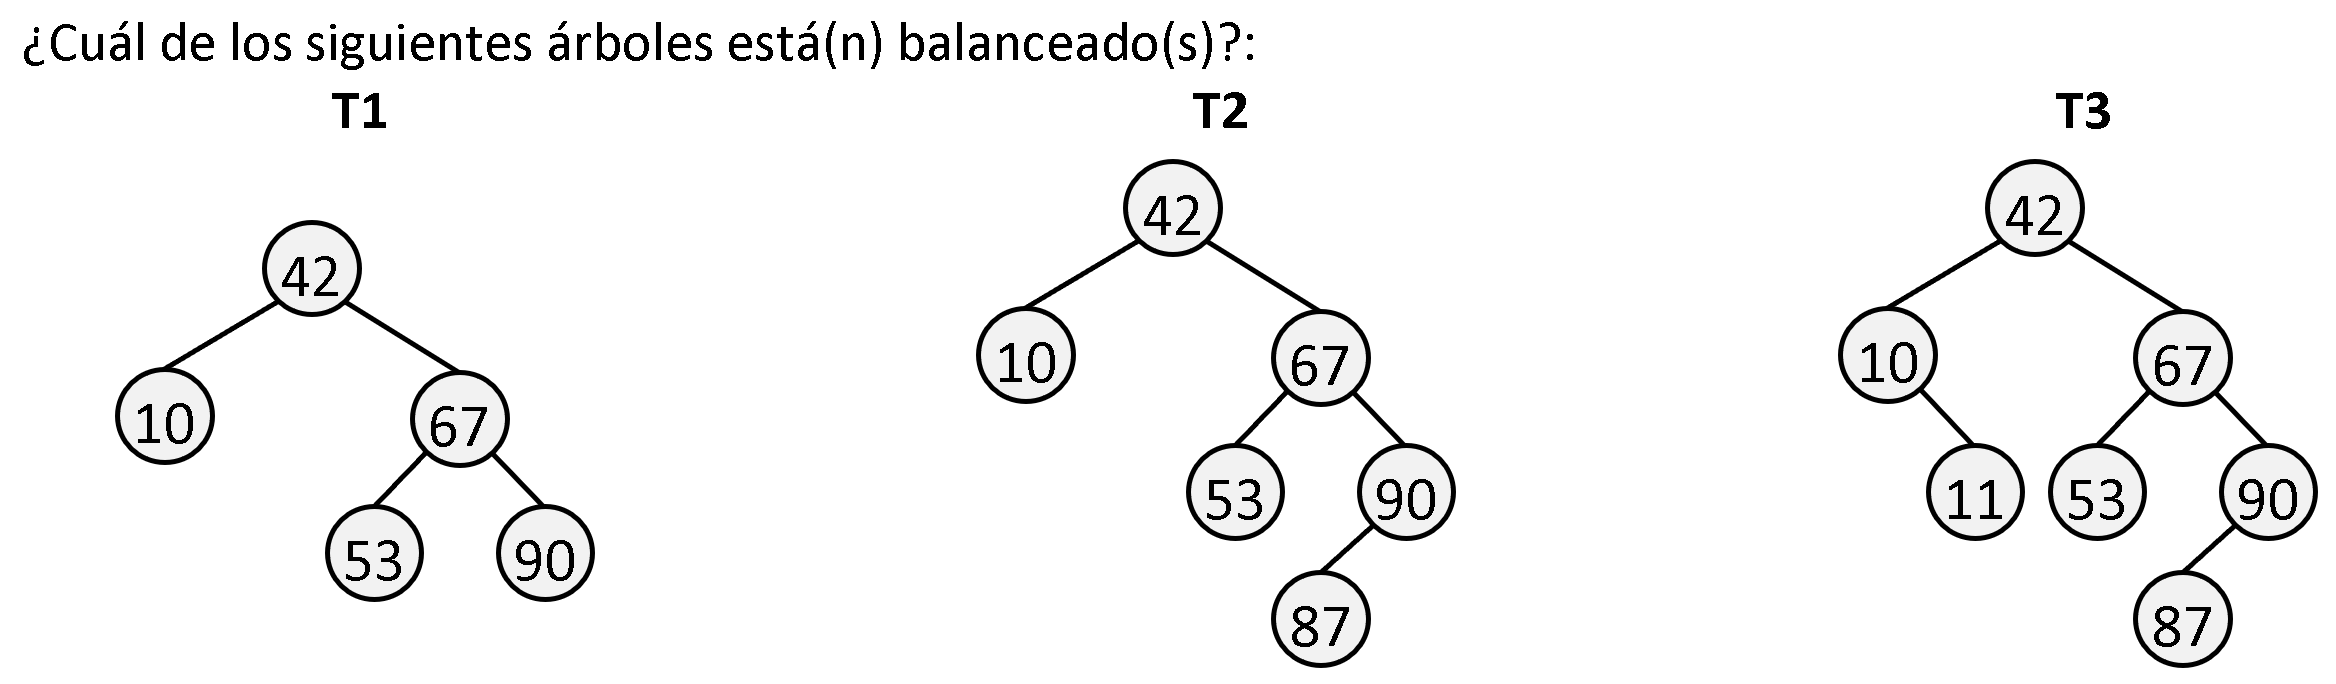 ¿Cuál de los siguientes árboles está(n) balanceado(s)?:
T1 T2 T3
42 42 42
10 67 10 67 10 67
53 90 53 90 11 53 90
87 87